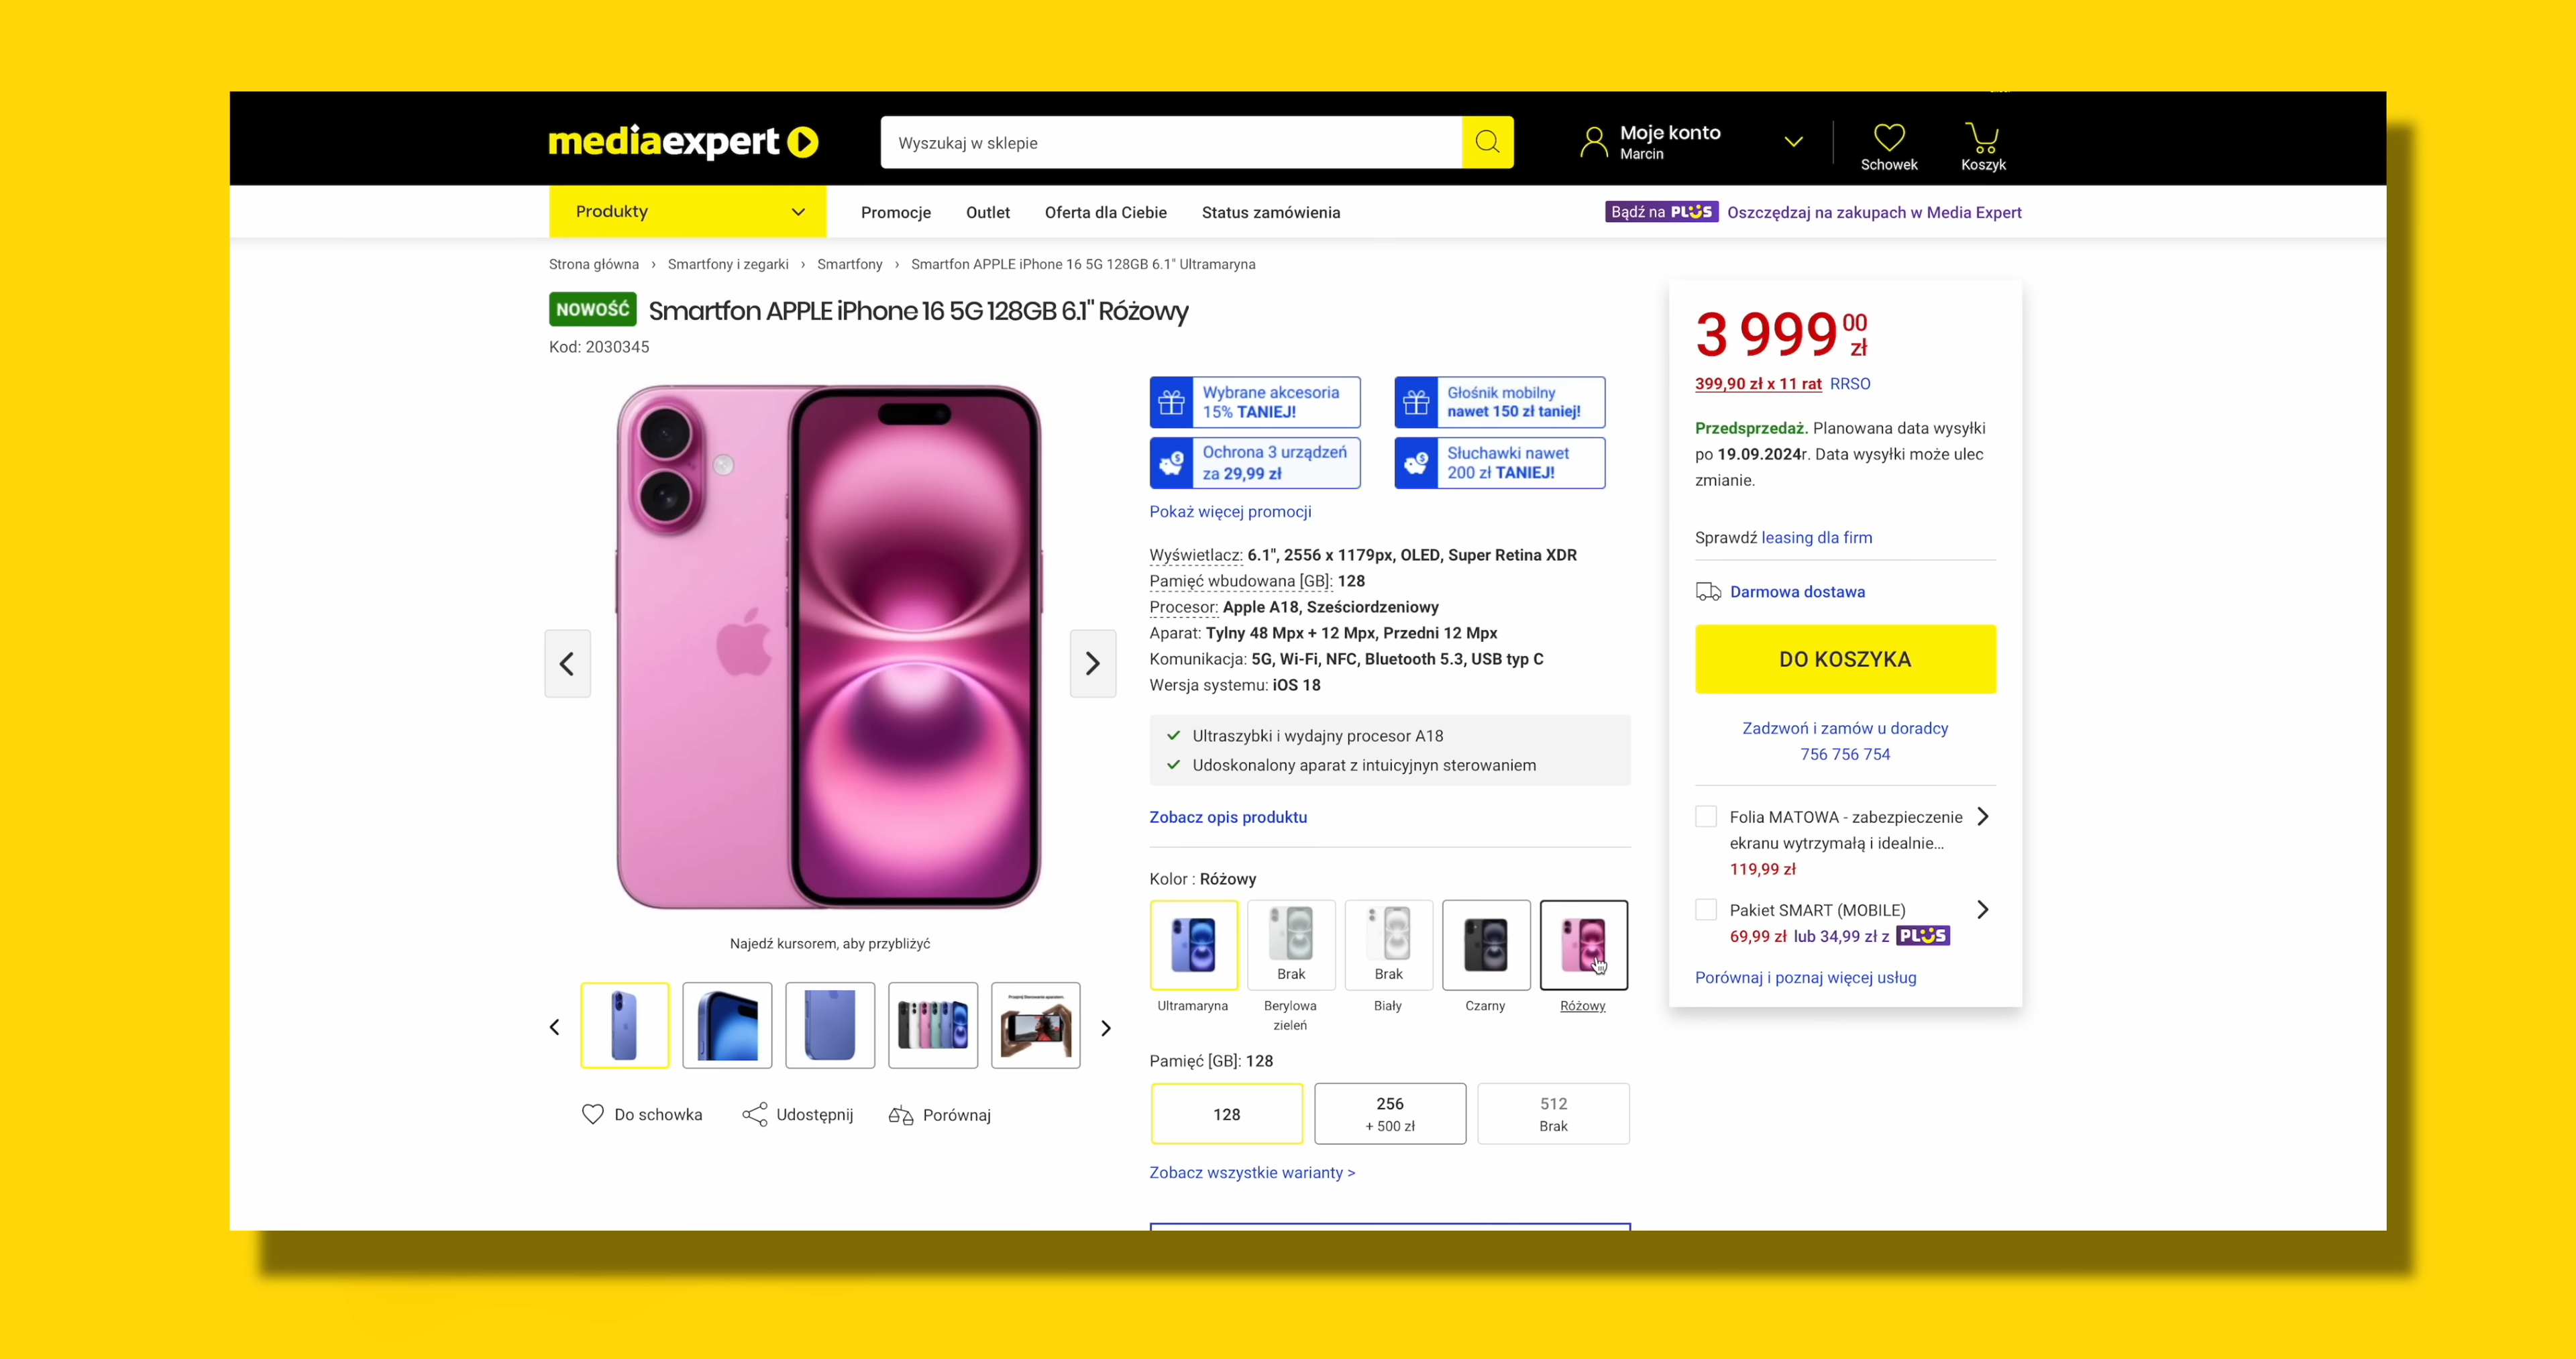 mediaexpert
Wyszukaj w sklepie
Moje konto
Marcin
Schowek
Koszyk
Produkty
Promocje
Outlet
Oferta dla Ciebie
Status zamówienia
Bądź na PLUS Oszczędzaj na zakupach w Media Expert
Strona główna › Smartfony i zegarki › Smartfony › Smartfon APPLE iPhone 16 5G 128GB 6.1" Ultramaryna
NOWOŚĆ Smartfon APPLE iPhone 16 5G 128GB 6.1" Różowy
Kod: 2030345
Najedź kursorem, aby przybliżyć
Do schowka
Udostępnij
Porównaj
Wybrane akcesoria
15% TANIEJ!
Głośnik mobilny
nawet 150 zł taniej!
Ochrona 3 urządzeń
za 29,99 zł
Słuchawki nawet
200 zł TANIEJ!
Pokaż więcej promocji
Wyświetlacz: 6.1", 2556 x 1179px, OLED, Super Retina XDR
Pamięć wbudowana [GB]: 128
Procesor: Apple A18, Sześciordzeniowy
Aparat: Tylny 48 Mpx + 12 Mpx, Przedni 12 Mpx
Komunikacja: 5G, Wi-Fi, NFC, Bluetooth 5.3, USB typ C
Wersja systemu: iOS 18
Ultraszybki i wydajny procesor A18
Udoskonalony aparat z intuicyjnyn sterowaniem
Zobacz opis produktu
Kolor : Różowy
Brak
Brak
Ultramaryna
Berylowa
zieleń
Biały
Czarny
Różowy
Pamięć [GB]: 128
128
256
+ 500 zł
512
Brak
Zobacz wszystkie warianty >
3 999 00
zł
399,90 zł x 11 rat RRSO
Przedsprzedaż. Planowana data wysyłki
po 19.09.2024r. Data wysyłki może ulec
zmianie.
Sprawdź leasing dla firm
Darmowa dostawa
DO KOSZYKA
Zadzwoń i zamów u doradcy
756 756 754
Folia MATOWA - zabezpieczenie
ekranu wytrzymałą i idealnie...
119,99 zł
Pakiet SMART (MOBILE)
69,99 zł lub 34,99 zł z PLUS
Porównaj i poznaj więcej usług